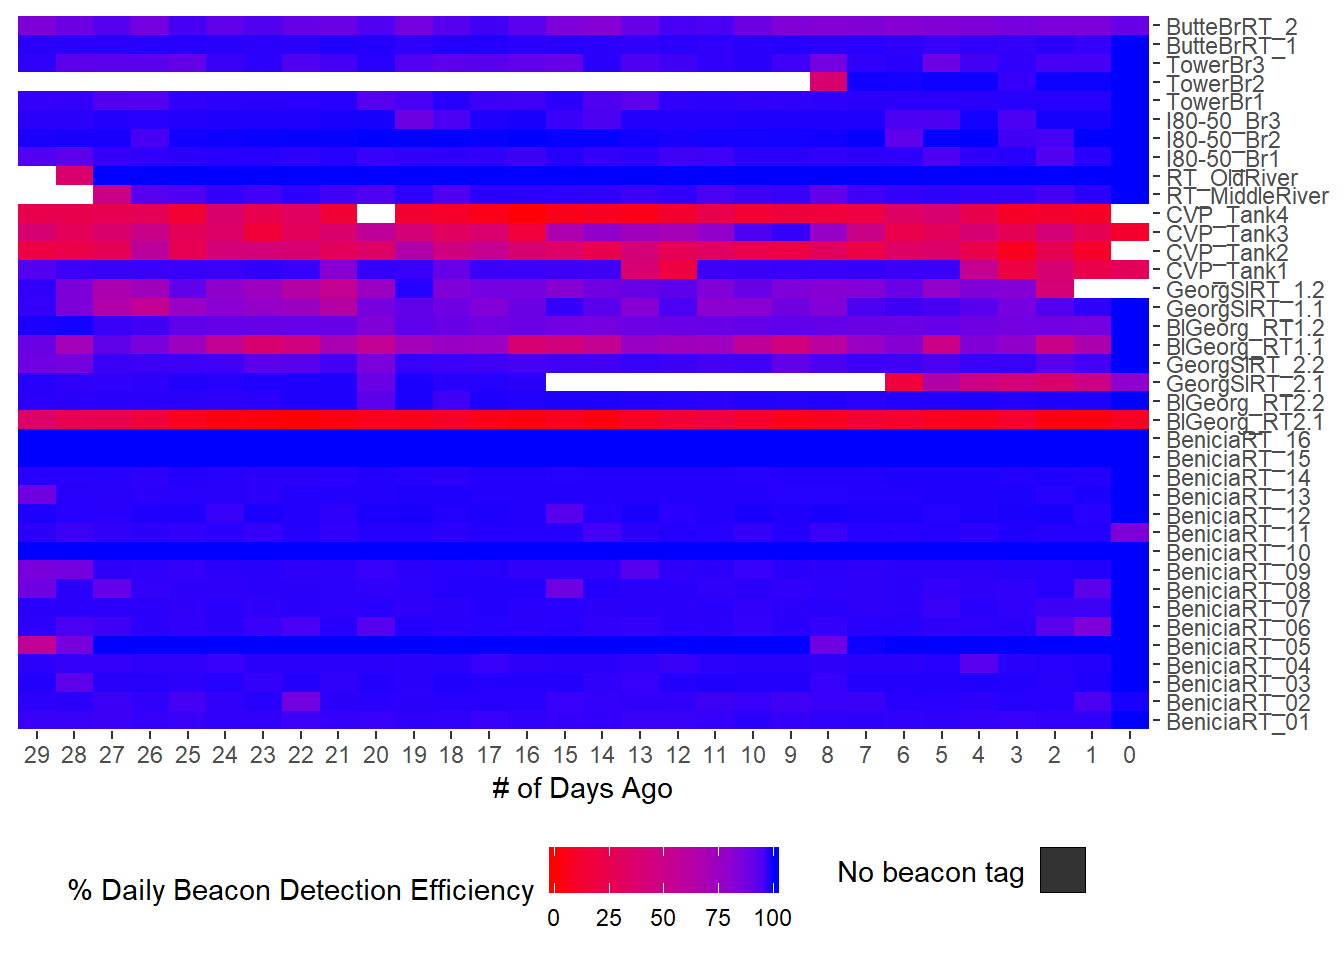 ButteBrRT_2
ButteBrRT_1
TowerBr3
TowerBr2
TowerBr1
I80-50_Br3
I80-50_Br2
I80-50_Br1
RT_OldRiver
RT_MiddleRiver
CVP_Tank4
CVP_Tank3
CVP_Tank2
CVP_Tank1
GeorgSlRT_1.2
GeorgSlRT_1.1
BlGeorg_RT1.2
BlGeorg_RT1.1
GeorgSlRT_2.2
GeorgSlRT_2.1
BlGeorg_RT2.2
BlGeorg_RT2.1
BeniciaRT_16
BeniciaRT_15
BeniciaRT_14
BeniciaRT_13
BeniciaRT_12
BeniciaRT_11
BeniciaRT_10
BeniciaRT_09
BeniciaRT_08
BeniciaRT_07
BeniciaRT_06
BeniciaRT_05
BeniciaRT_04
BeniciaRT_03
BeniciaRT_02
BeniciaRT_01
29 28 27 26 25 24 23 22 21 20 19 18 17 16 15 14 13 12 11 10 9 8 7 6 5 4 3 2 1 0
# of Days Ago
% Daily Beacon Detection Efficiency
0 25 50 75 100
No beacon tag